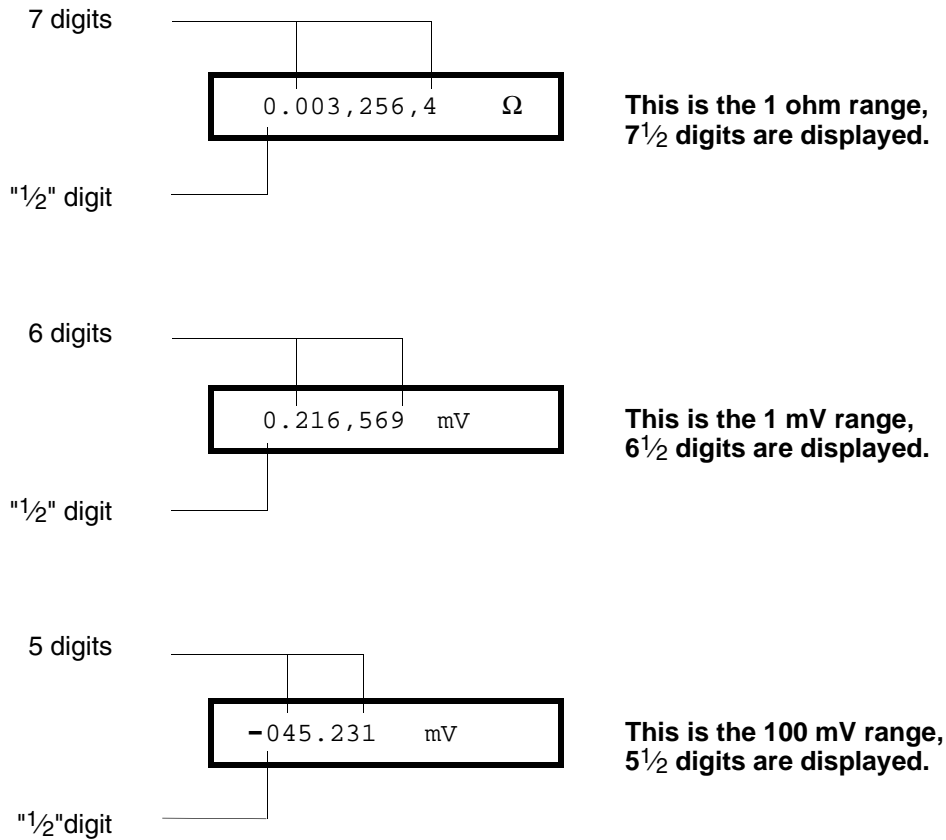 7 digits
0.003,256,4 Ω
This is the 1 ohm range,
7½ digits are displayed.
"½" digit
6 digits
0.216,569 mV
This is the 1 mV range,
6½ digits are displayed.
"½" digit
5 digits
-045.231 mV
This is the 100 mV range,
5½ digits are displayed.
"½"digit